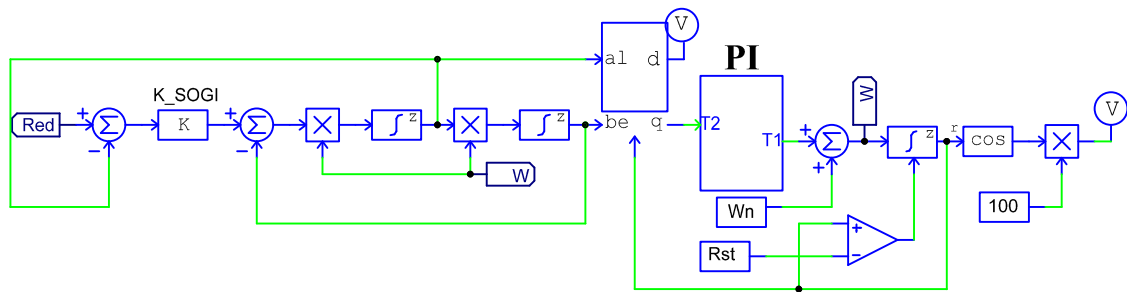 V
al
d
PI
K_SOGI
Red
+
Σ
−
K
+
Σ
−
×
∫
z
×
∫
z
be
q
T2
T1
W
W
+
Σ
+
∫
z
r
cos
×
V
Wn
100
Rst
+
−